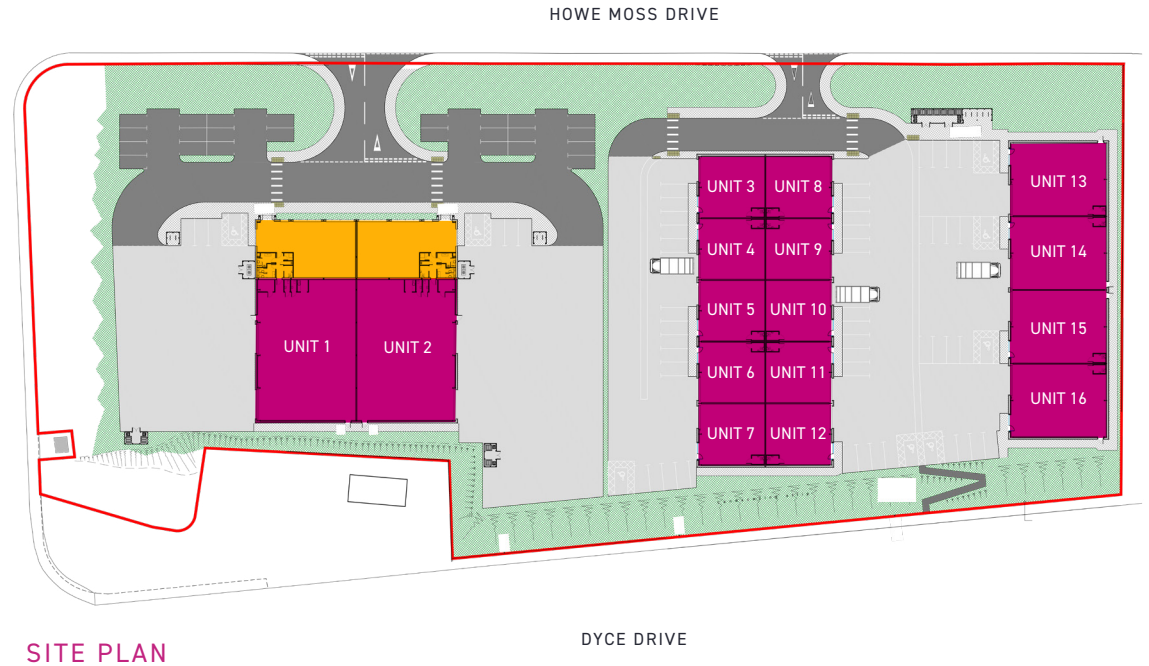 HOWE MOSS DRIVE
UNIT 3 UNIT 8
UNIT 4 UNIT 9
UNIT 5 UNIT 10
UNIT 6 UNIT 11
UNIT 7 UNIT 12
UNIT 13
UNIT 14
UNIT 15
UNIT 16
UNIT 1 UNIT 2
DYCE DRIVE
SITE PLAN